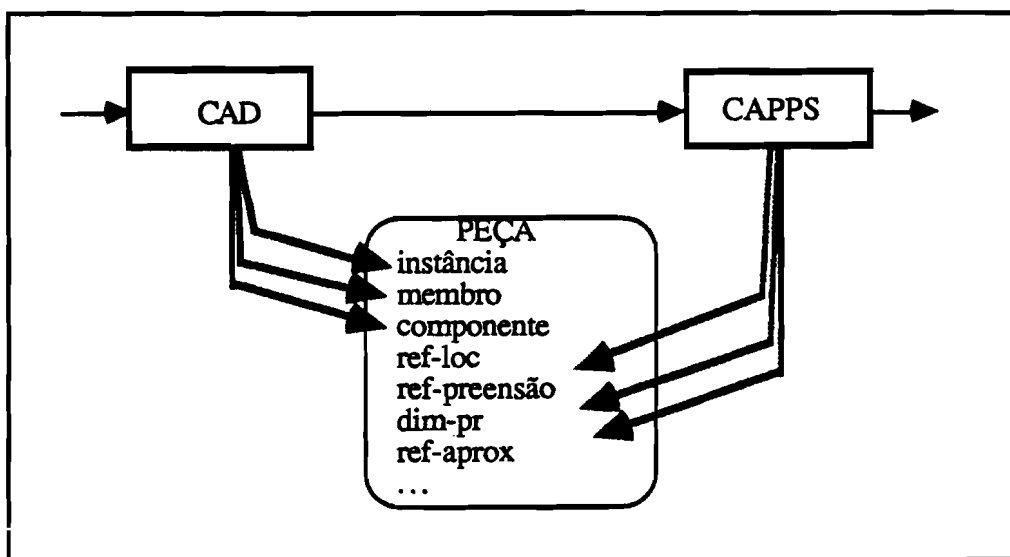 CAD
CAPPS
PEÇA
instância
membro
componente
ref-loc
ref-preensão
dim-pr
ref-aprox
...